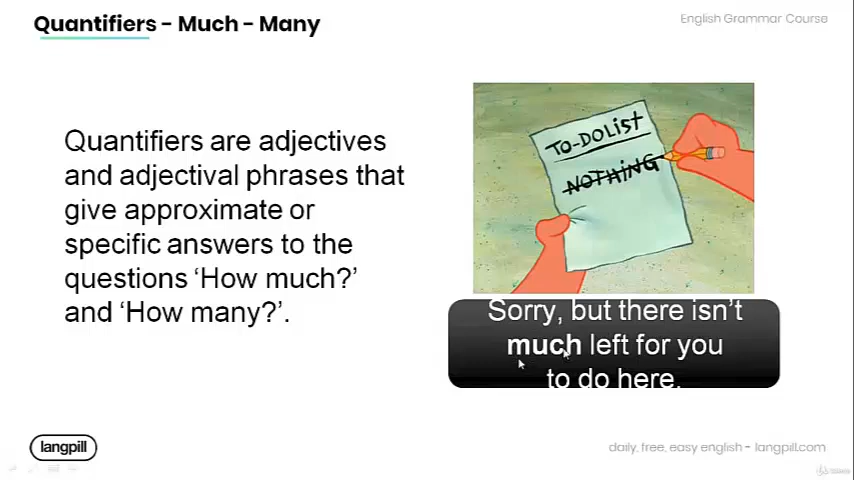 Quantifiers - Much - Many
English Grammar Course
Quantifiers are adjectives
and adjectival phrases that
give approximate or
specific answers to the
questions ‘How much?’
and ‘How many?’.
TO-DO LIST
NOTHING
Sorry, but there isn’t
much left for you
to do here.
langpill
daily, free, easy english - langpill.com
Udemy